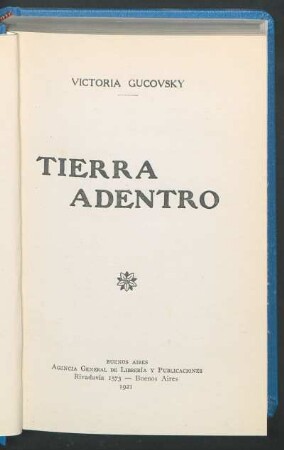 VICTORIA GUCOVSKY
TIERRA
ADENTRO
BUENOS AIRES
AGENCIA GENERAL DE LIBRERÍA Y PUBLICACIONES
Rivadavia 1573 — Buenos Aires
1921